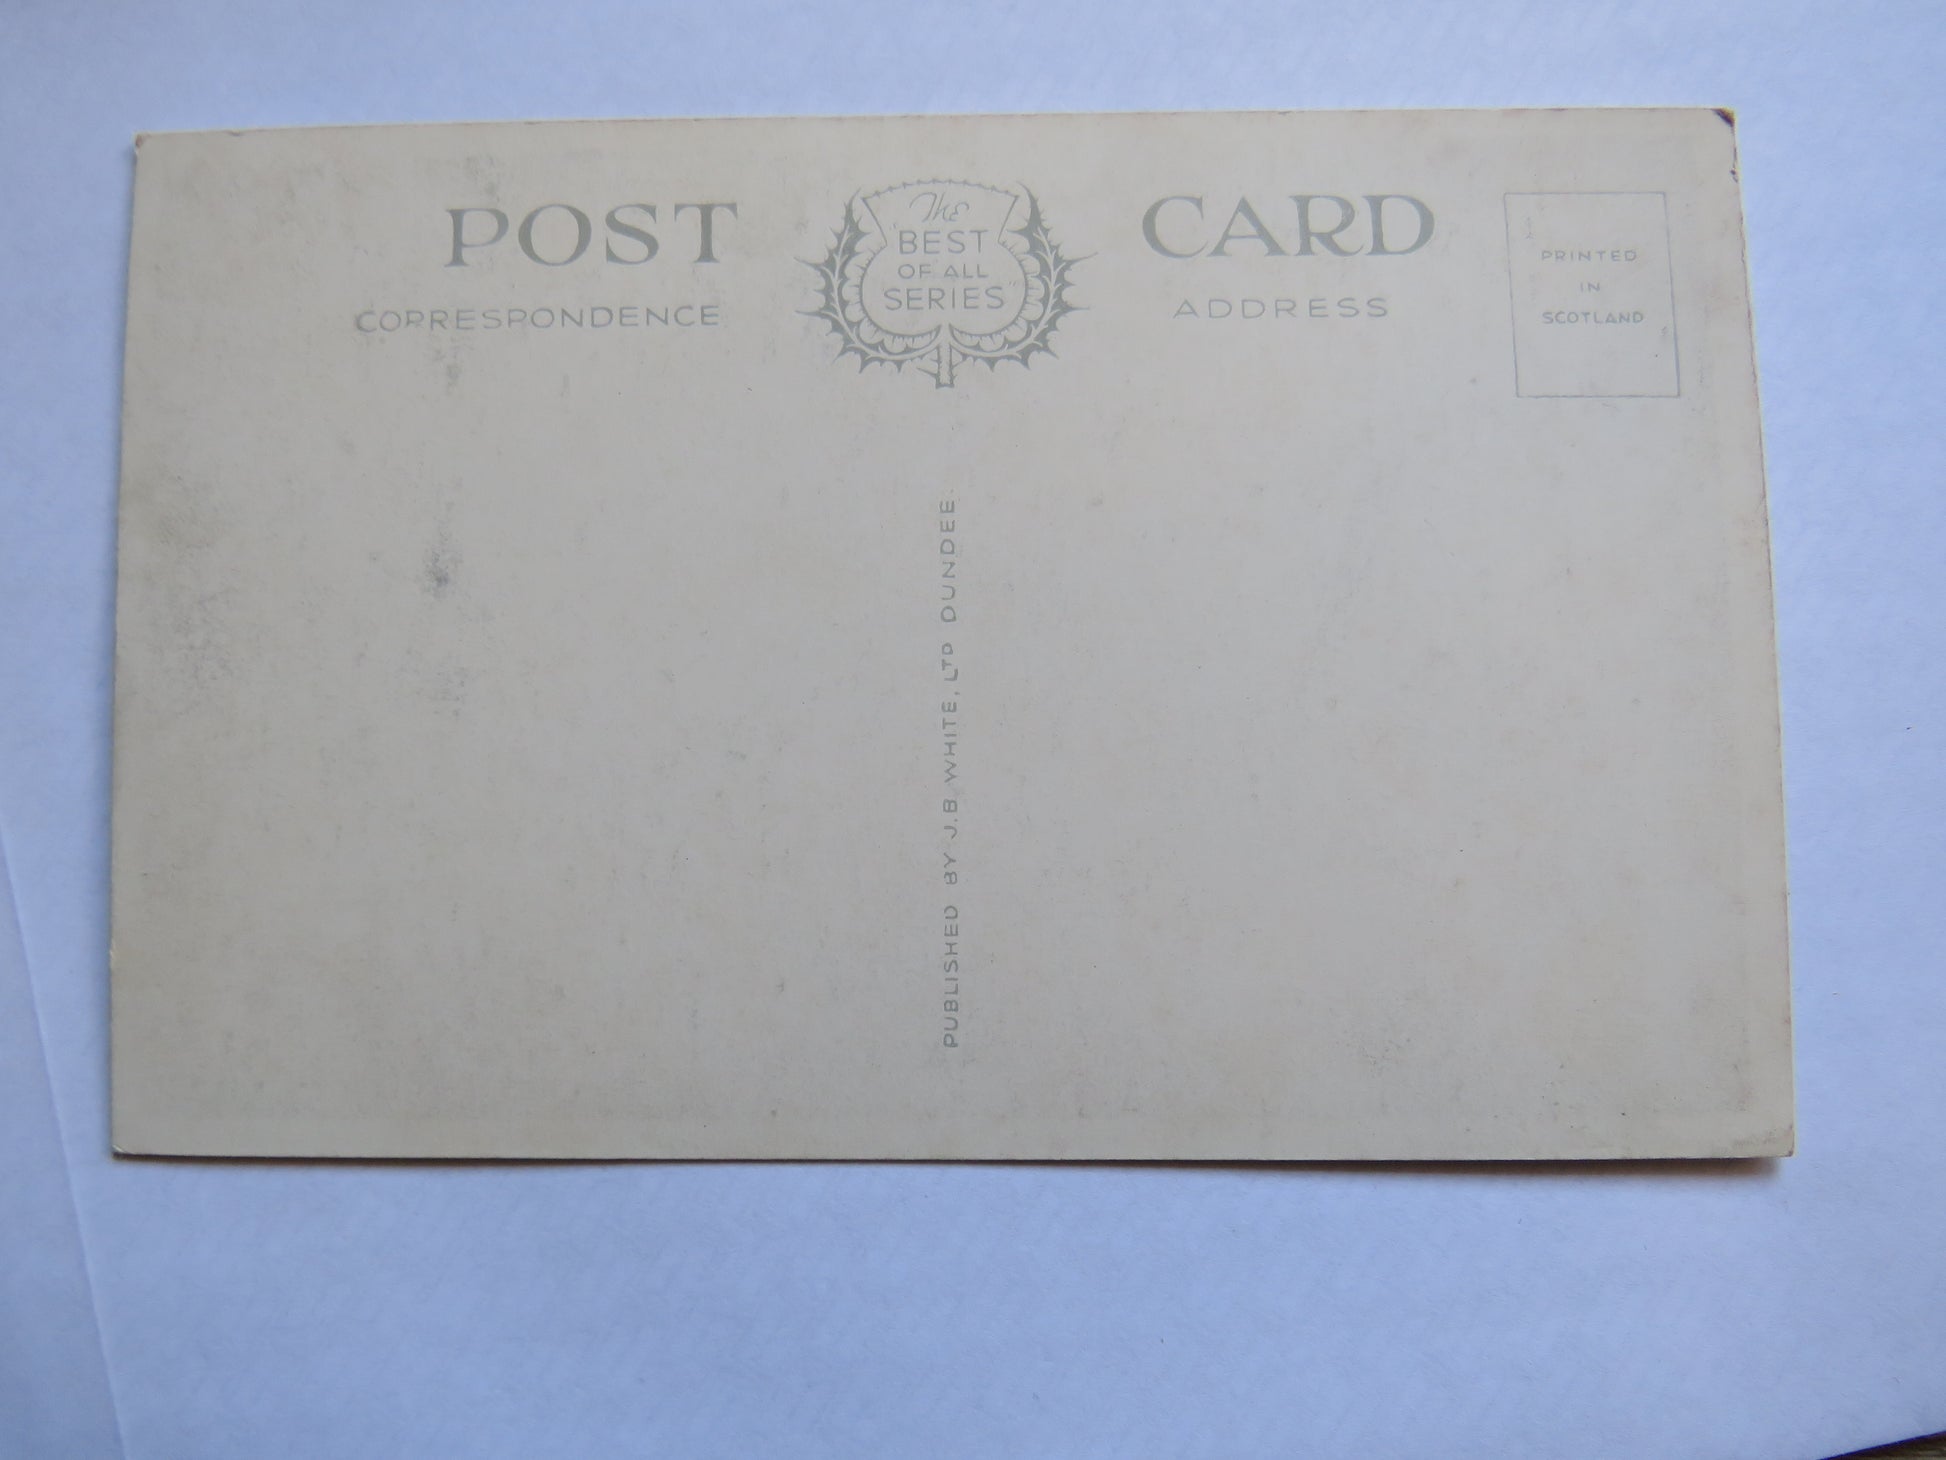 POST CARD
The
"BEST
OF ALL
SERIES"
CORRESPONDENCE
ADDRESS
PRINTED
IN
SCOTLAND
PUBLISHED BY J.B. WHITE, LTD DUNDEE.